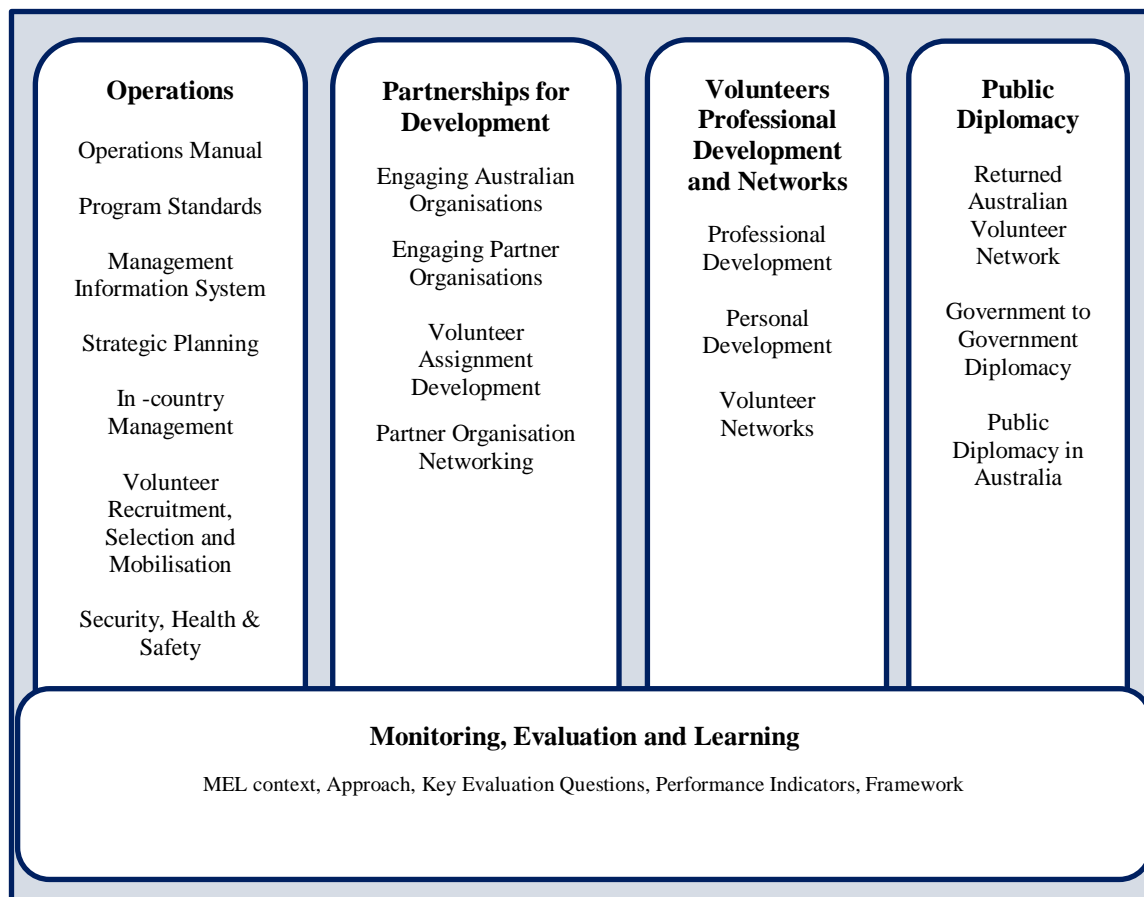 Operations
Operations Manual
Program Standards
Management
Information System
Strategic Planning
In -country
Management
Volunteer
Recruitment,
Selection and
Mobilisation
Security, Health &
Safety
Partnerships for
Development
Engaging Australian
Organisations
Engaging Partner
Organisations
Volunteer
Assignment
Development
Partner Organisation
Networking
Volunteers
Professional
Development
and Networks
Professional
Development
Personal
Development
Volunteer
Networks
Public
Diplomacy
Returned
Australian
Volunteer
Network
Government to
Government
Diplomacy
Public
Diplomacy in
Australia
Monitoring, Evaluation and Learning
MEL context, Approach, Key Evaluation Questions, Performance Indicators, Framework